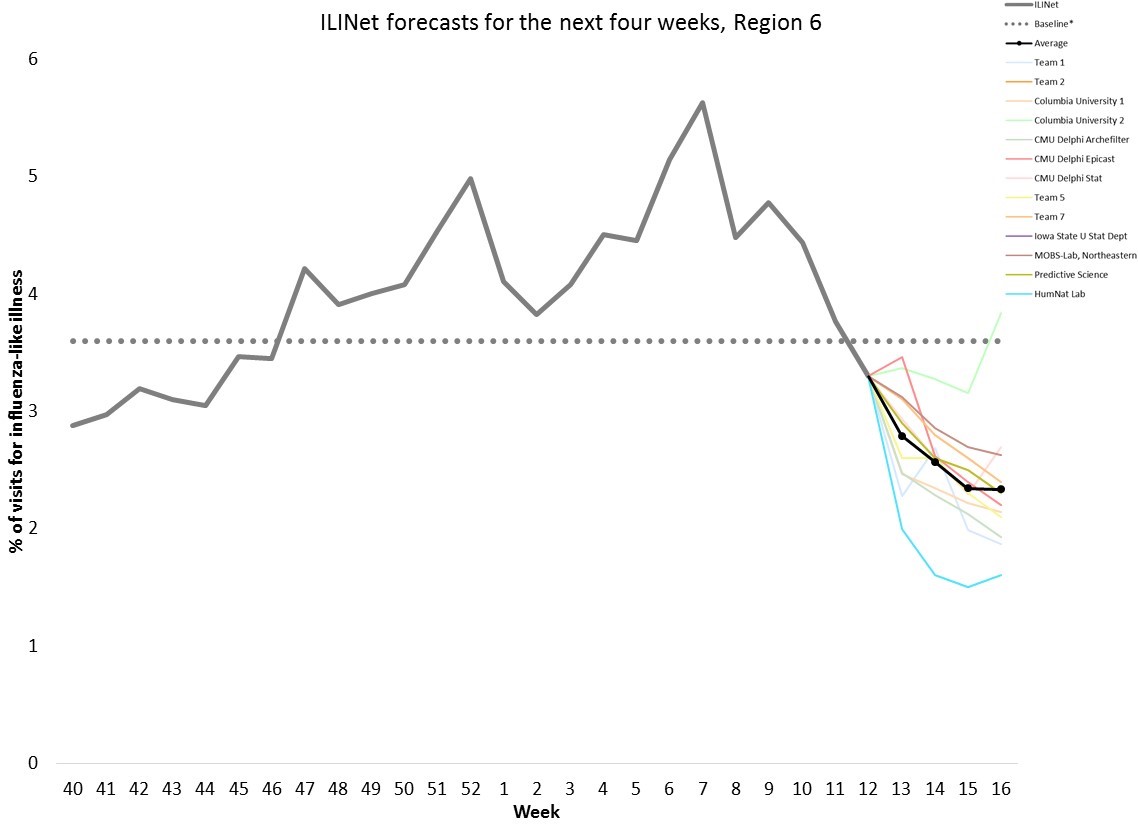 ILINet forecasts for the next four weeks, Region 6
ILINet
Baseline*
Average
Team 1
Team 2
Columbia University 1
Columbia University 2
CMU Delphi Archefilter
CMU Delphi Epicast
CMU Delphi Stat
Team 5
Team 7
Iowa State U Stat Dept
MOBS-Lab, Northeastern
Predictive Science
HumNat Lab
% of visits for influenza-like illness
6
5
4
3
2
1
0
40 41 42 43 44 45 46 47 48 49 50 51 52 1 2 3 4 5 6 7 8 9 10 11 12 13 14 15 16
Week